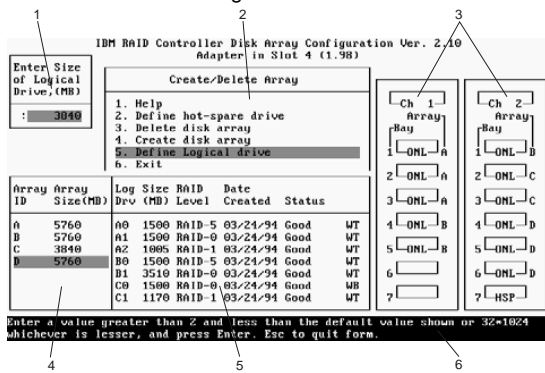 1
2
3
IBM RAID Controller Disk Array Configuration Ver. 2.10
Adapter in Slot 4 (1.98)
Enter Size
of Logical
Drive,(MB)
: 3840
Create/Delete Array
1. Help
2. Define hot-spare drive
3. Delete disk array
4. Create disk array
5. Define Logical drive
6. Exit
Array Array
ID Size(MB)
A 5760
B 5760
C 3840
D 5760
Log Size RAID Date
Drv (MB) Level Created Status
A0 1500 RAID-5 03/24/94 Good WT
A1 1500 RAID-0 03/24/94 Good WT
A2 1005 RAID-1 03/24/94 Good WT
B0 1500 RAID-5 03/24/94 Good WT
B1 3510 RAID-0 03/24/94 Good WT
C0 1500 RAID-0 03/24/94 Good WB
C1 1170 RAID-1 03/24/94 Good WT
Ch 1
Array
Bay
1 ONL A
2 ONL A
3 ONL A
4 ONL B
5 ONL B
6
7
Ch 2
Array
Bay
1 ONL B
2 ONL C
3 ONL C
4 ONL D
5 ONL D
6 ONL D
7 HSP
Enter a value greater than 2 and less than the default value shown or 32*1024
whichever is lesser, and press Enter. Esc to quit form.
4
5
6